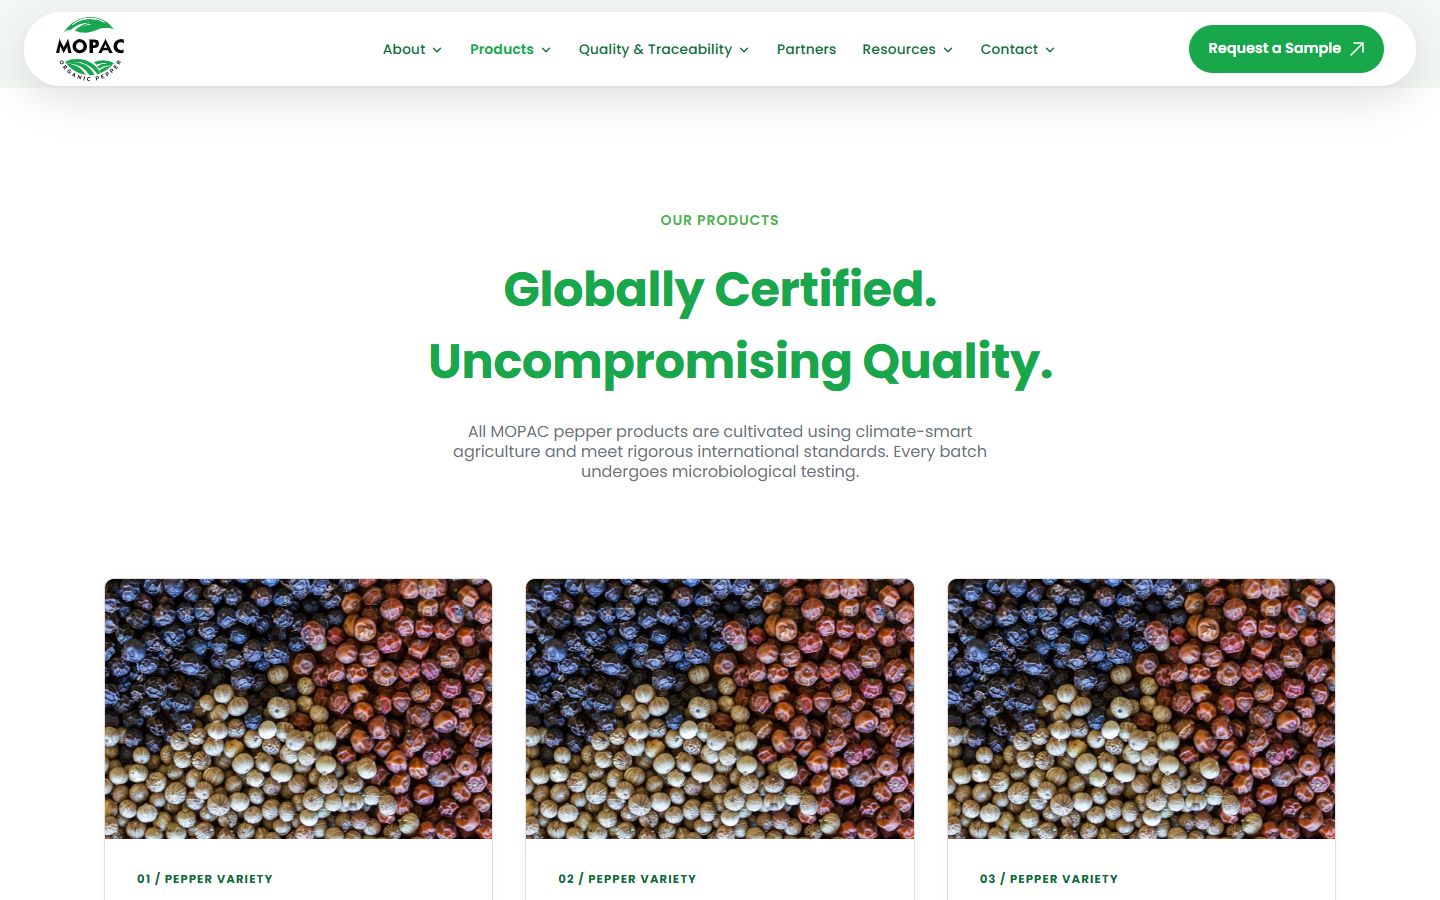 MOPAC
ORGANIC PEPPER
About
Products
Quality & Traceability
Partners
Resources
Contact
Request a Sample
OUR PRODUCTS
Globally Certified.
Uncompromising Quality.
All MOPAC pepper products are cultivated using climate-smart
agriculture and meet rigorous international standards. Every batch
undergoes microbiological testing.
01 / PEPPER VARIETY
02 / PEPPER VARIETY
03 / PEPPER VARIETY